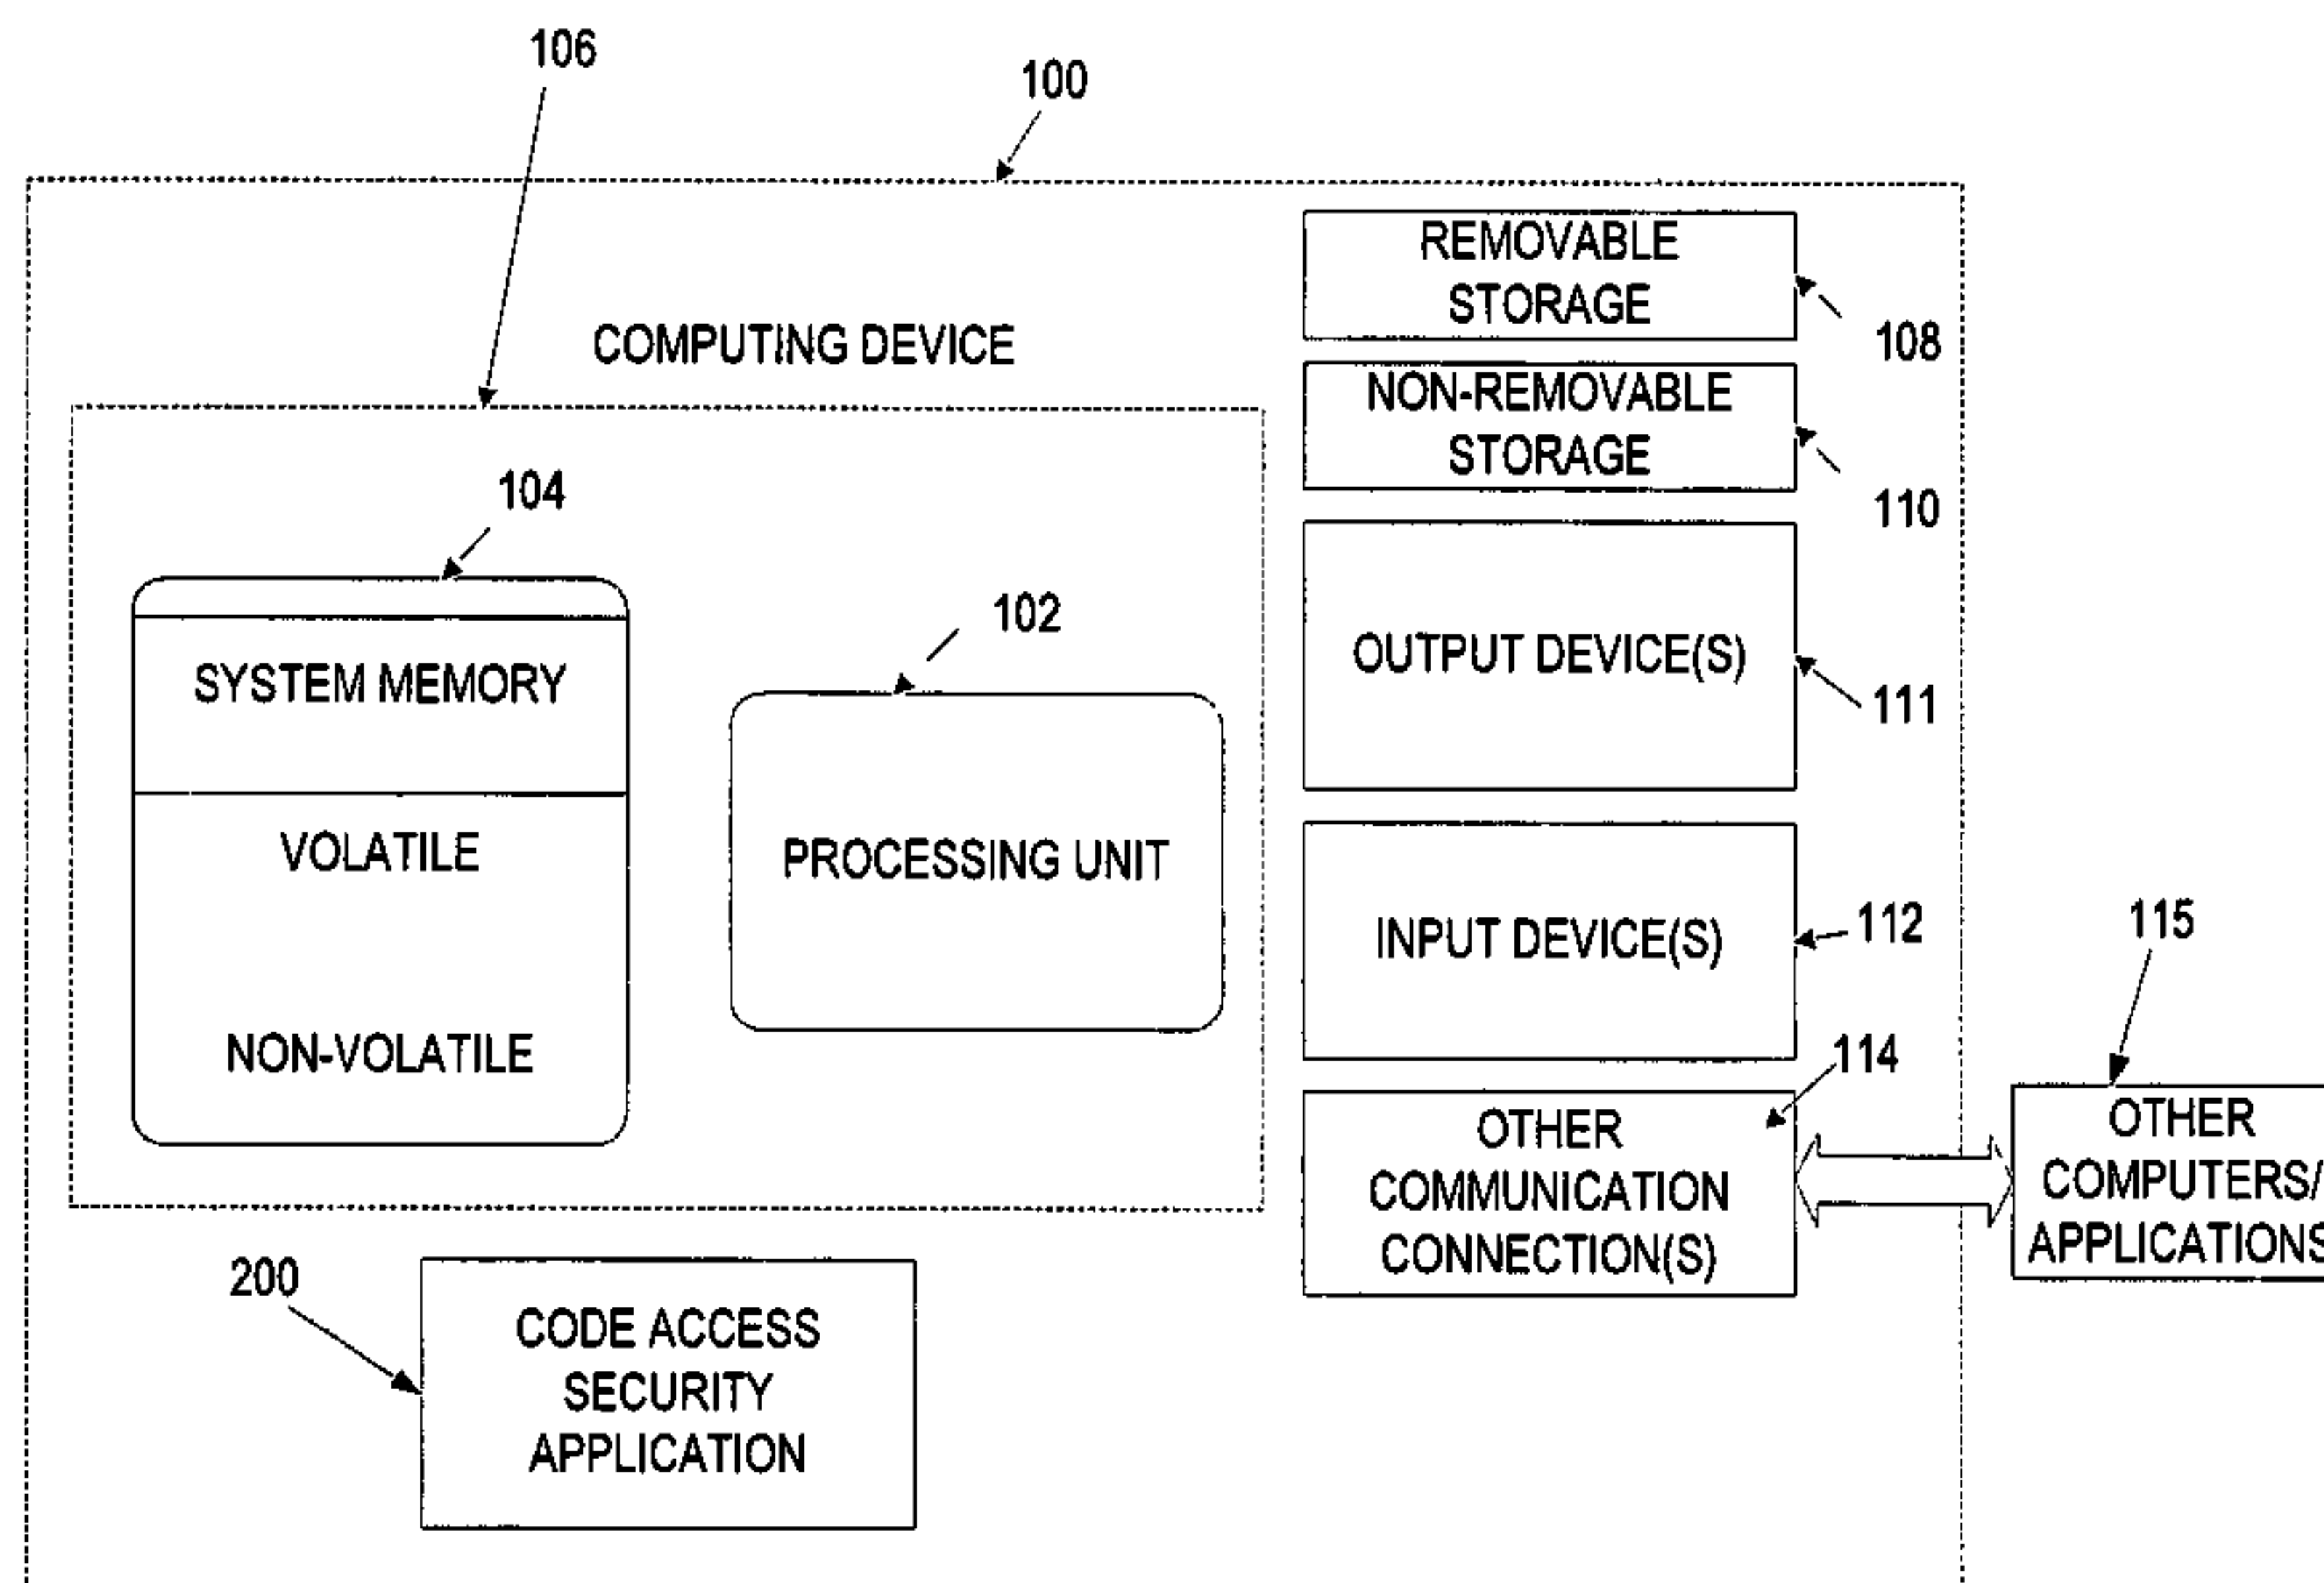 106
100
REMOVABLE
STORAGE
108
COMPUTING DEVICE
NON-REMOVABLE
STORAGE
110
104
SYSTEM MEMORY
VOLATILE
NON-VOLATILE
102
PROCESSING UNIT
OUTPUT DEVICE(S)
111
INPUT DEVICE(S)
112
114
OTHER
COMMUNICATION
CONNECTION(S)
115
OTHER
COMPUTERS/
APPLICATIONS
200
CODE ACCESS
SECURITY
APPLICATION